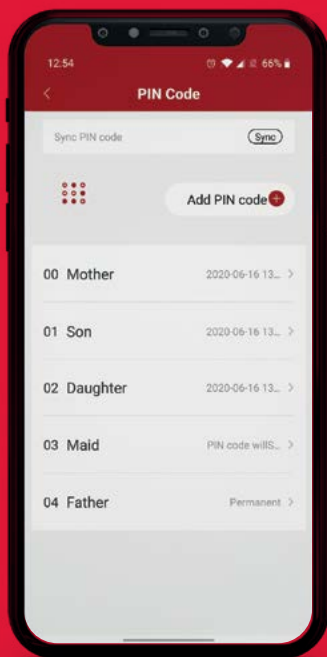 12.54 66%
PIN Code
Sync PIN code Sync
Add PIN code
00 Mother 2020-06-16 13...
01 Son 2020-06-16 13...
02 Daughter 2020-06-16 13...
03 Maid PIN code willS...
04 Father Permanent